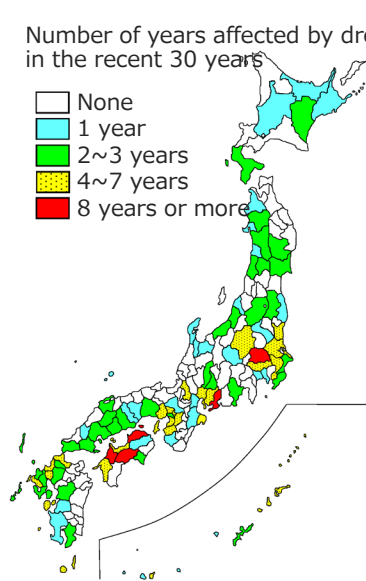 Number of years affected by dro
in the recent 30 years
None
1 year
2~3 years
4~7 years
8 years or more